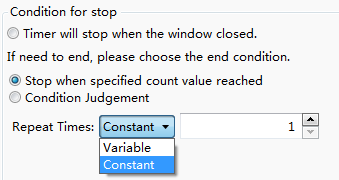 Condition for stop
Timer will stop when the window closed.
If need to end, please choose the end condition.
Stop when specified count value reached
Condition Judgement
Repeat Times: Constant 1
Variable
Constant